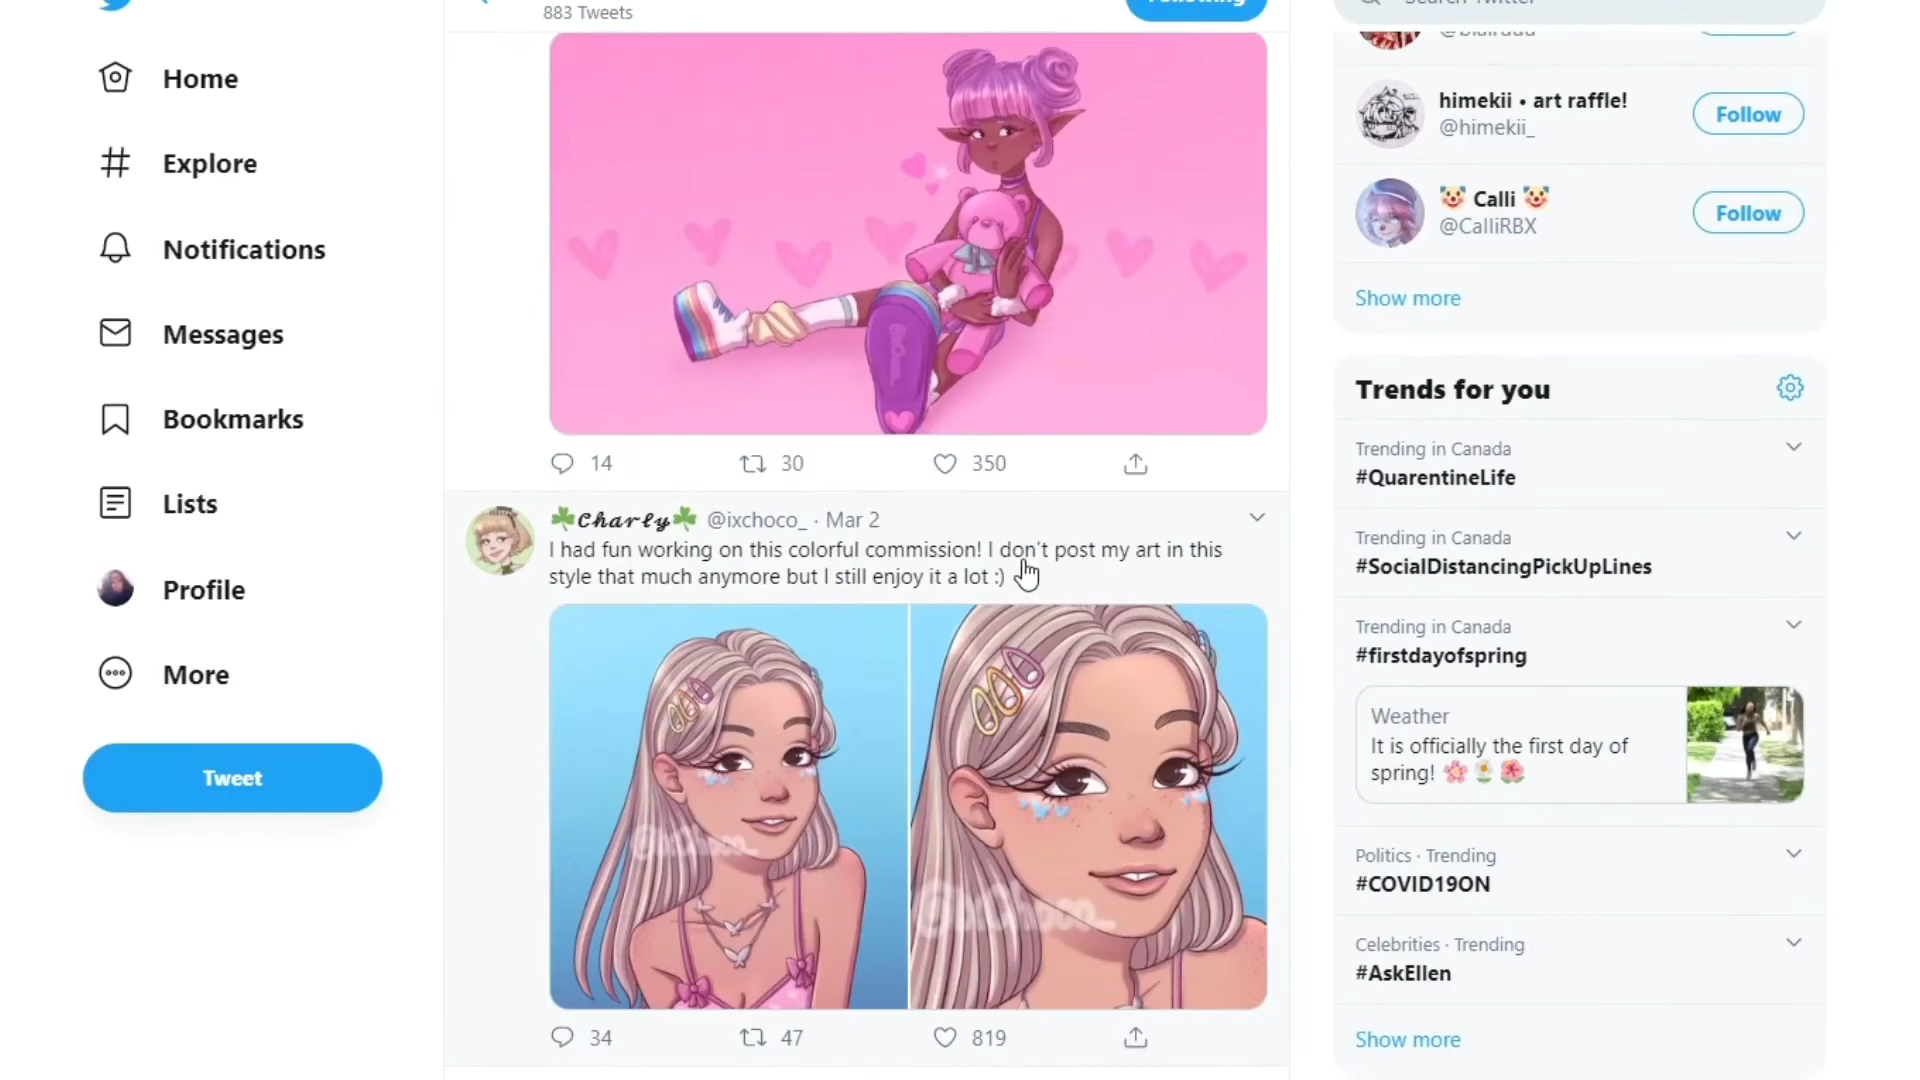 883 Tweets
Following
Search Twitter
Home
Explore
Notifications
Messages
Bookmarks
Lists
Profile
More
Tweet
14
30
350
☘𝓒𝓱𝓪𝓻𝓵𝔂☘ @ixchoco_ · Mar 2
I had fun working on this colorful commission! I don't post my art in this
style that much anymore but I still enjoy it a lot :)
34
47
819
himekii • art raffle!
@himekii_
Follow
🤡 Calli 🤡
@CalliRBX
Follow
Show more
Trends for you
Trending in Canada
#QuarentineLife
Trending in Canada
#SocialDistancingPickUpLines
Trending in Canada
#firstdayofspring
Weather
It is officially the first day of
spring! 🌸🌼🌺
Politics · Trending
#COVID19ON
Celebrities · Trending
#AskEllen
Show more